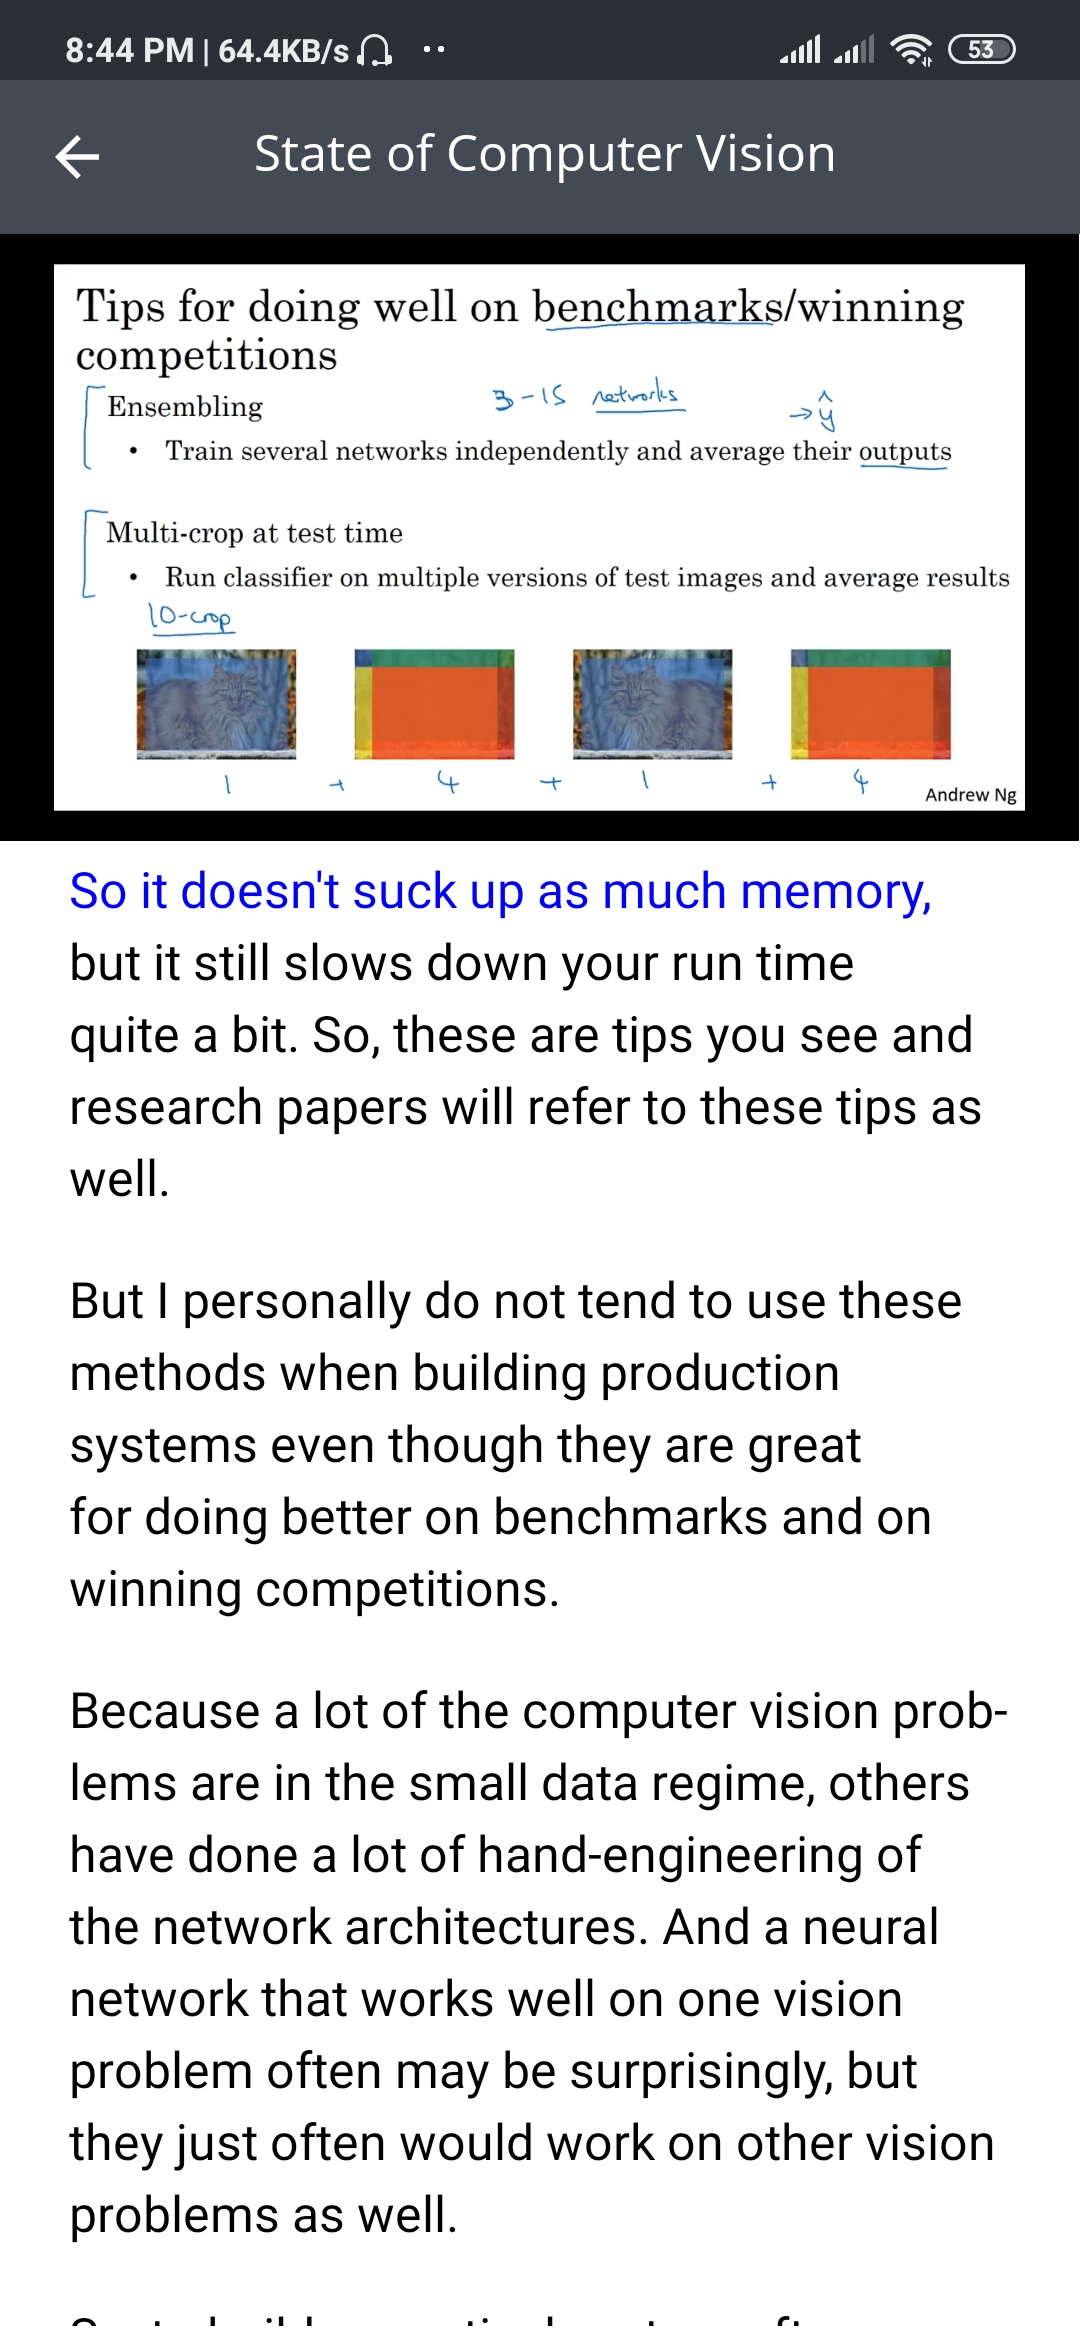 8:44 PM | 64.4KB/s
53
State of Computer Vision
Tips for doing well on benchmarks/winning
competitions
3-15 networks
→ŷ
Ensembling
• Train several networks independently and average their outputs
Multi-crop at test time
• Run classifier on multiple versions of test images and average results
10-crop
1 + 4 + 1 + 4
Andrew Ng
So it doesn't suck up as much memory,
but it still slows down your run time
quite a bit. So, these are tips you see and
research papers will refer to these tips as
well.
But I personally do not tend to use these
methods when building production
systems even though they are great
for doing better on benchmarks and on
winning competitions.
Because a lot of the computer vision prob-
lems are in the small data regime, others
have done a lot of hand-engineering of
the network architectures. And a neural
network that works well on one vision
problem often may be surprisingly, but
they just often would work on other vision
problems as well.